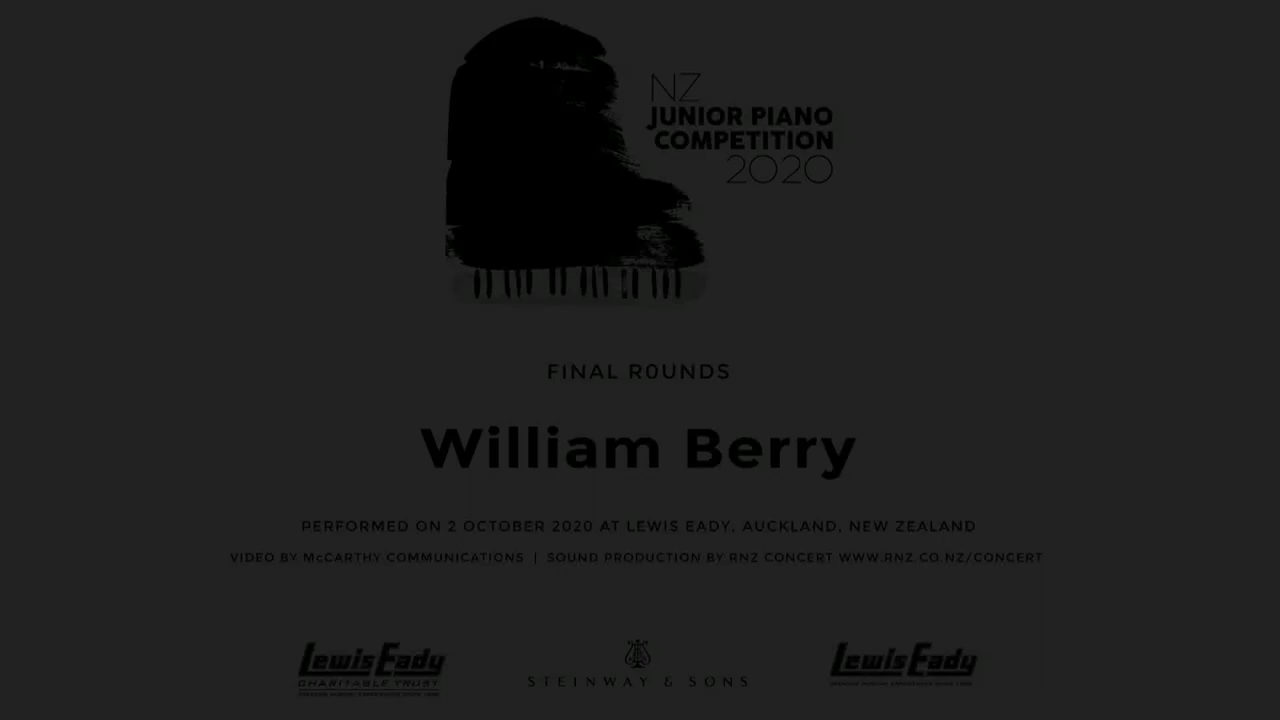 NZ
JUNIOR PIANO
COMPETITION
2020
FINAL ROUNDS
William Berry
PERFORMED ON 2 OCTOBER 2020 AT LEWIS EADY, AUCKLAND, NEW ZEALAND
VIDEO BY McCARTHY COMMUNICATIONS | SOUND PRODUCTION BY RNZ CONCERT WWW.RNZ.CO.NZ/CONCERT
Lewis Eady
CHARITABLE TRUST
STEINWAY & SONS
Lewis Eady